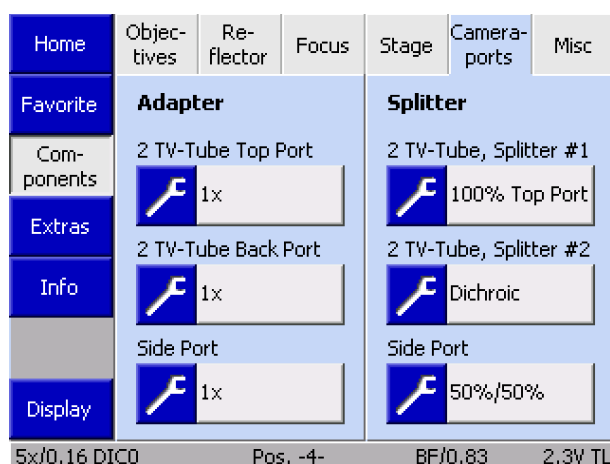 Home
Objec-
tives
Re-
flector
Focus
Stage
Camera-
ports
Misc
Favorite
Com-
ponents
Extras
Info
Display
Adapter
2 TV-Tube Top Port
1x
2 TV-Tube Back Port
1x
Side Port
1x
Splitter
2 TV-Tube, Splitter #1
100% Top Port
2 TV-Tube, Splitter #2
Dichroic
Side Port
50%/50%
5x/0.16 DIC0 Pos. -4- BF/0.83 2.3V TL